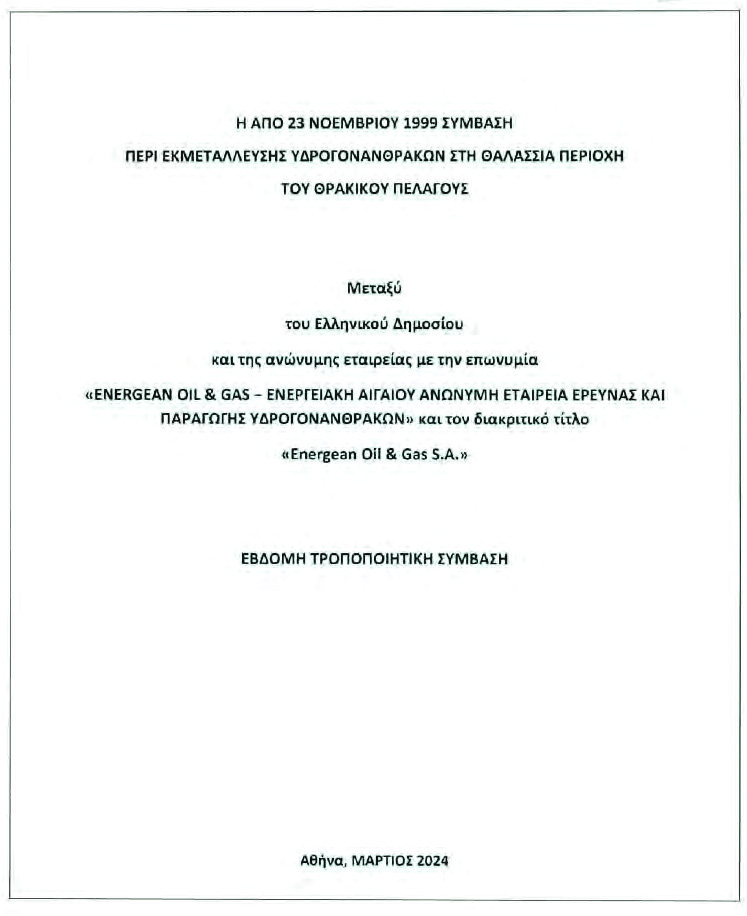 Η ΑΠΟ 23 ΝΟΕΜΒΡΙΟΥ 1999 ΣΥΜΒΑΣΗ
ΠΕΡΙ ΕΚΜΕΤΑΛΛΕΥΣΗΣ ΥΔΡΟΓΟΝΑΝΘΡΑΚΩΝ ΣΤΗ ΘΑΛΑΣΣΙΑ ΠΕΡΙΟΧΗ
ΤΟΥ ΘΡΑΚΙΚΟΥ ΠΕΛΑΓΟΥΣ
Μεταξύ
του Ελληνικού Δημοσίου
και της ανώνυμης εταιρείας με την επωνυμία
«ENERGEAN OIL & GAS – ΕΝΕΡΓΕΙΑΚΗ ΑΙΓΑΙΟΥ ΑΝΩΝΥΜΗ ΕΤΑΙΡΕΙΑ ΕΡΕΥΝΑΣ ΚΑΙ
ΠΑΡΑΓΩΓΗΣ ΥΔΡΟΓΟΝΑΝΘΡΑΚΩΝ» και τον διακριτικό τίτλο
«Energean Oil & Gas S.A.»
ΕΒΔΟΜΗ ΤΡΟΠΟΠΟΙΗΤΙΚΗ ΣΥΜΒΑΣΗ
Αθήνα, ΜΑΡΤΙΟΣ 2024